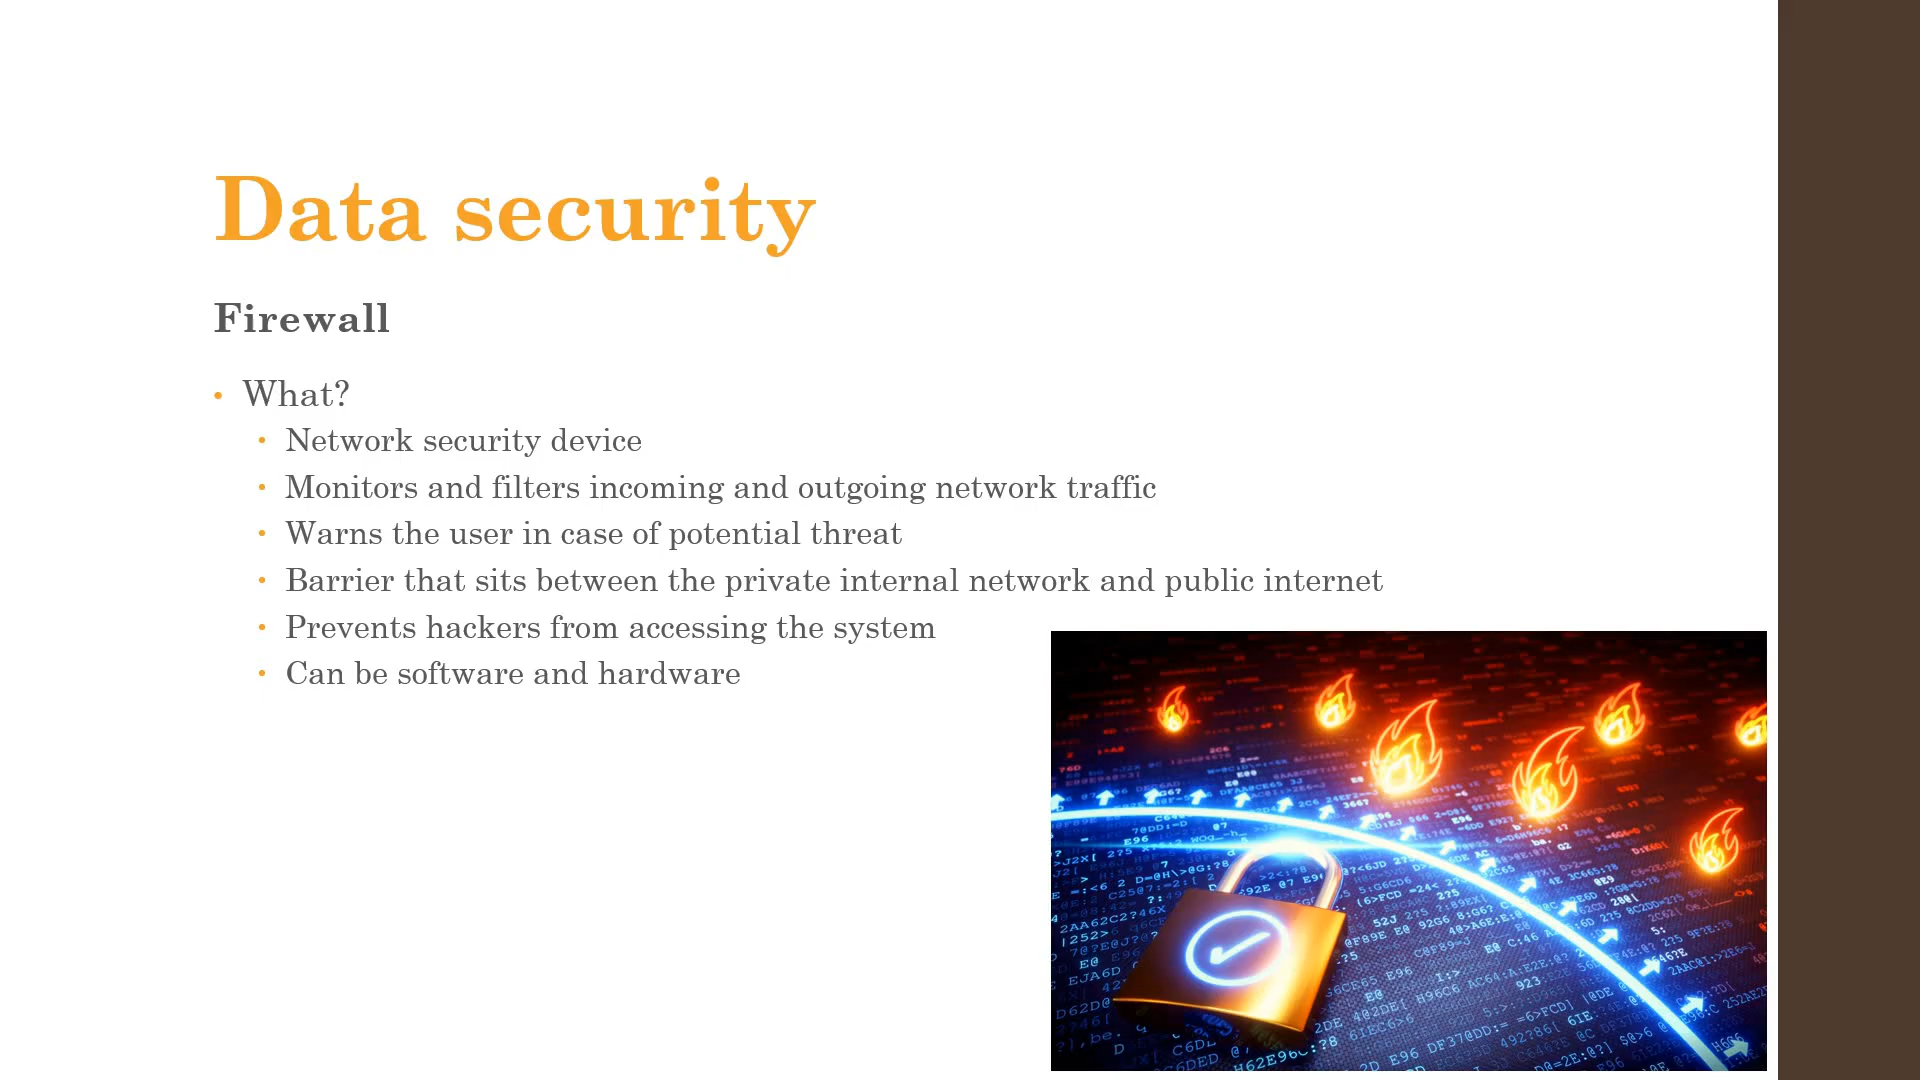 Data security
Firewall
• What?
• Network security device
• Monitors and filters incoming and outgoing network traffic
• Warns the user in case of potential threat
• Barrier that sits between the private internal network and public internet
• Prevents hackers from accessing the system
• Can be software and hardware